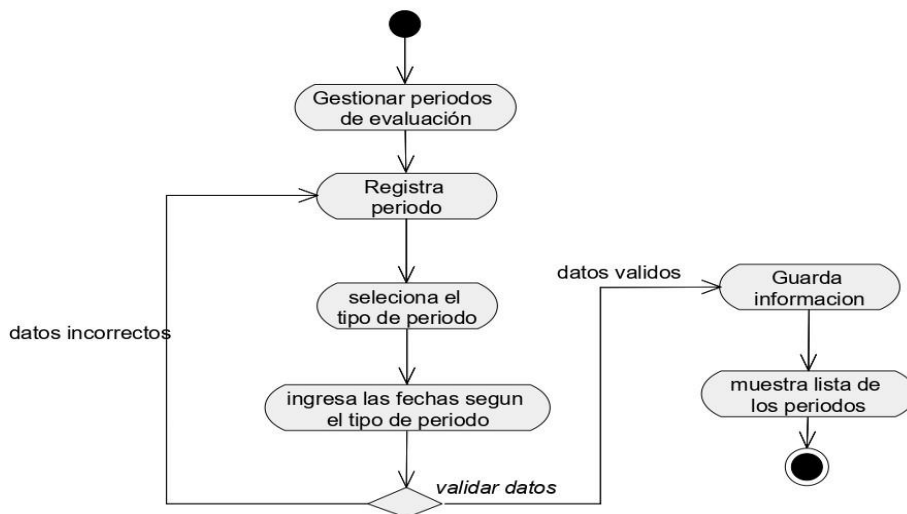 Gestionar periodos
de evaluación
Registra
periodo
seleciona el
tipo de periodo
ingresa las fechas segun
el tipo de periodo
validar datos
datos incorrectos
datos validos
Guarda
informacion
muestra lista de
los periodos